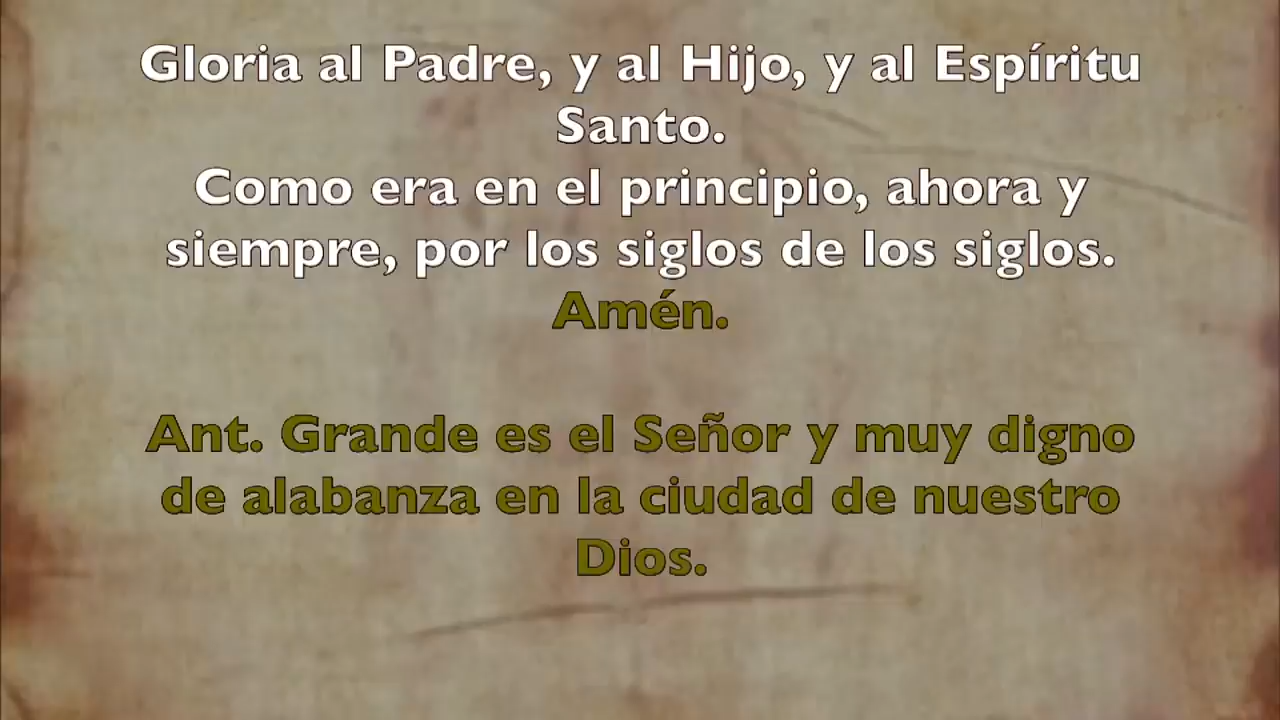 Gloria al Padre, y al Hijo, y al Espíritu
Santo.
Como era en el principio, ahora y
siempre, por los siglos de los siglos.
Amén.
Ant. Grande es el Señor y muy digno
de alabanza en la ciudad de nuestro
Dios.